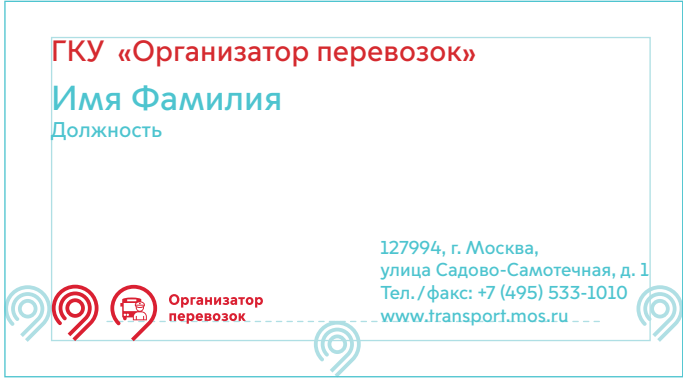 ГКУ «Организатор перевозок»
Имя Фамилия
Должность
127994, г. Москва,
улица Садово-Самотечная, д. 1
Тел./факс: +7 (495) 533-1010
www.transport.mos.ru
Организатор
перевозок